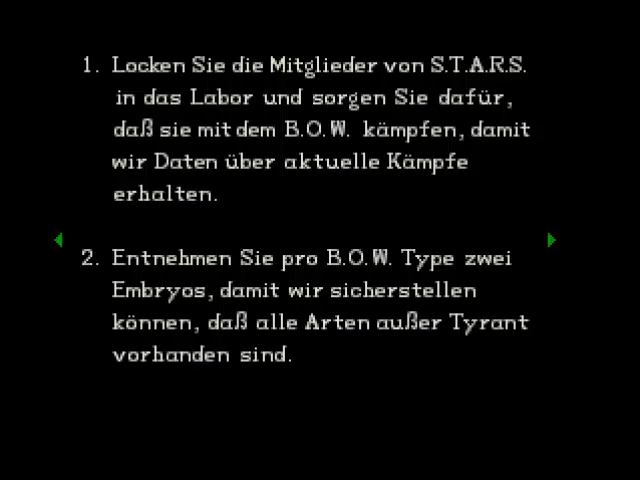 1. Locken Sie die Mitglieder von S.T.A.R.S.
in das Labor und sorgen Sie dafür,
daß sie mit dem B.O.W. kämpfen, damit
wir Daten über aktuelle Kämpfe
erhalten.
2. Entnehmen Sie pro B.O.W. Type zwei
Embryos, damit wir sicherstellen
können, daß alle Arten außer Tyrant
vorhanden sind.